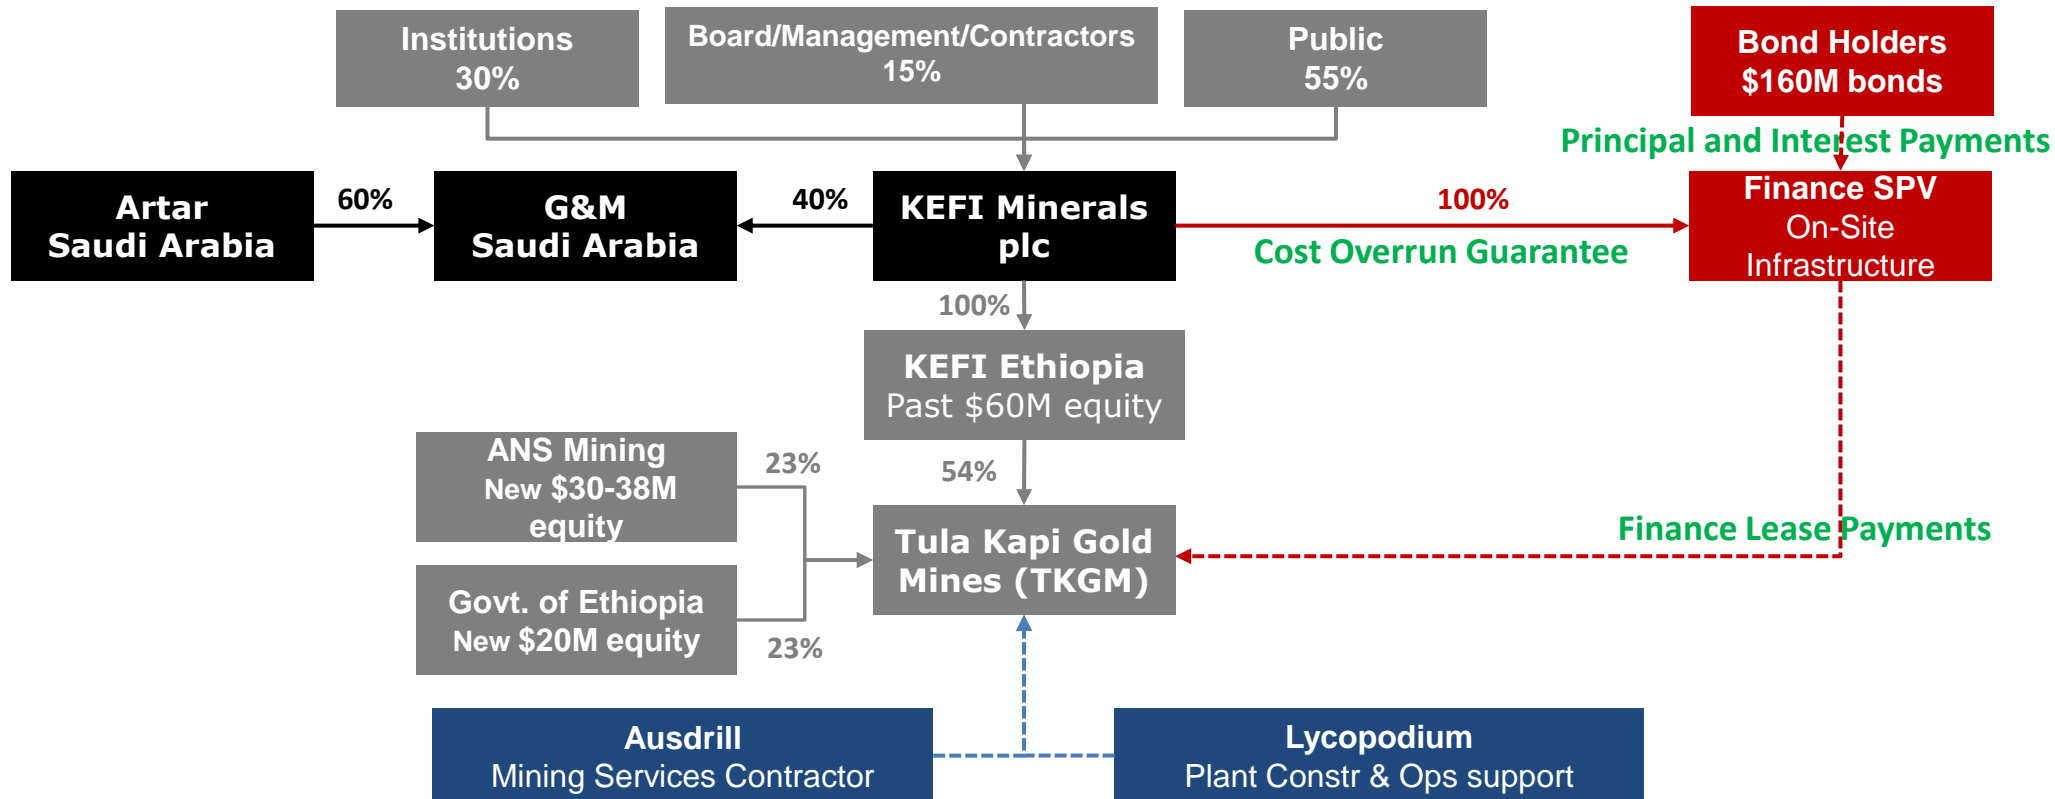 Institutions
30%
Board/Management/Contractors
15%
Public
55%
Bond Holders
$160M bonds
Principal and Interest Payments
Artar
Saudi Arabia
60%
G&M
Saudi Arabia
40%
KEFI Minerals
plc
100%
Cost Overrun Guarantee
Finance SPV
On-Site
Infrastructure
100%
KEFI Ethiopia
Past $60M equity
ANS Mining
New $30-38M
equity
23%
54%
Tula Kapi Gold
Mines (TKGM)
Finance Lease Payments
Govt. of Ethiopia
New $20M equity
23%
Ausdrill
Mining Services Contractor
Lycopodium
Plant Constr & Ops support